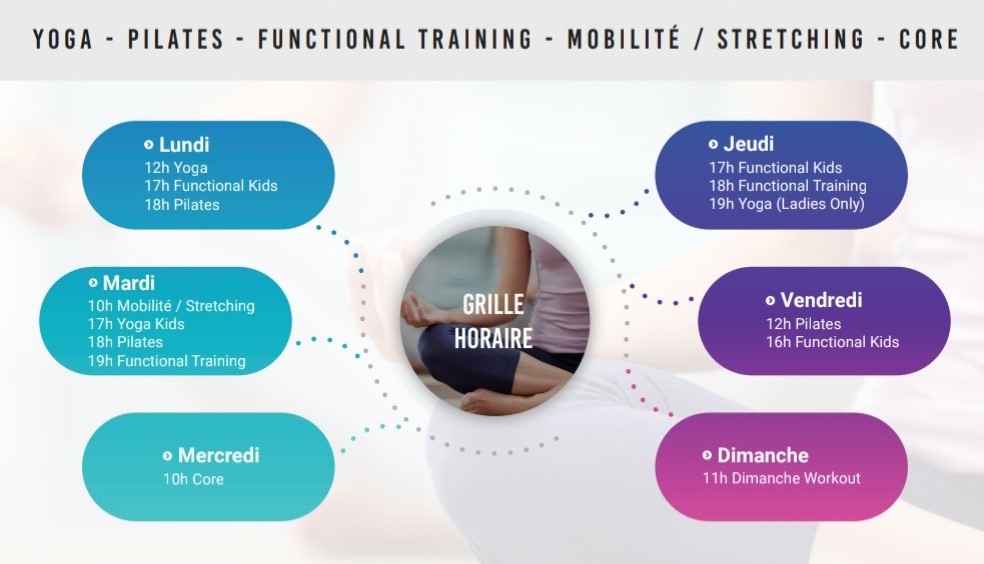 YOGA - PILATES - FUNCTIONAL TRAINING - MOBILITÉ / STRETCHING - CORE
Lundi
12h Yoga
17h Functional Kids
18h Pilates
Mardi
10h Mobilité / Stretching
17h Yoga Kids
18h Pilates
19h Functional Training
Mercredi
10h Core
GRILLE
HORAIRE
Jeudi
17h Functional Kids
18h Functional Training
19h Yoga (Ladies Only)
Vendredi
12h Pilates
16h Functional Kids
Dimanche
11h Dimanche Workout